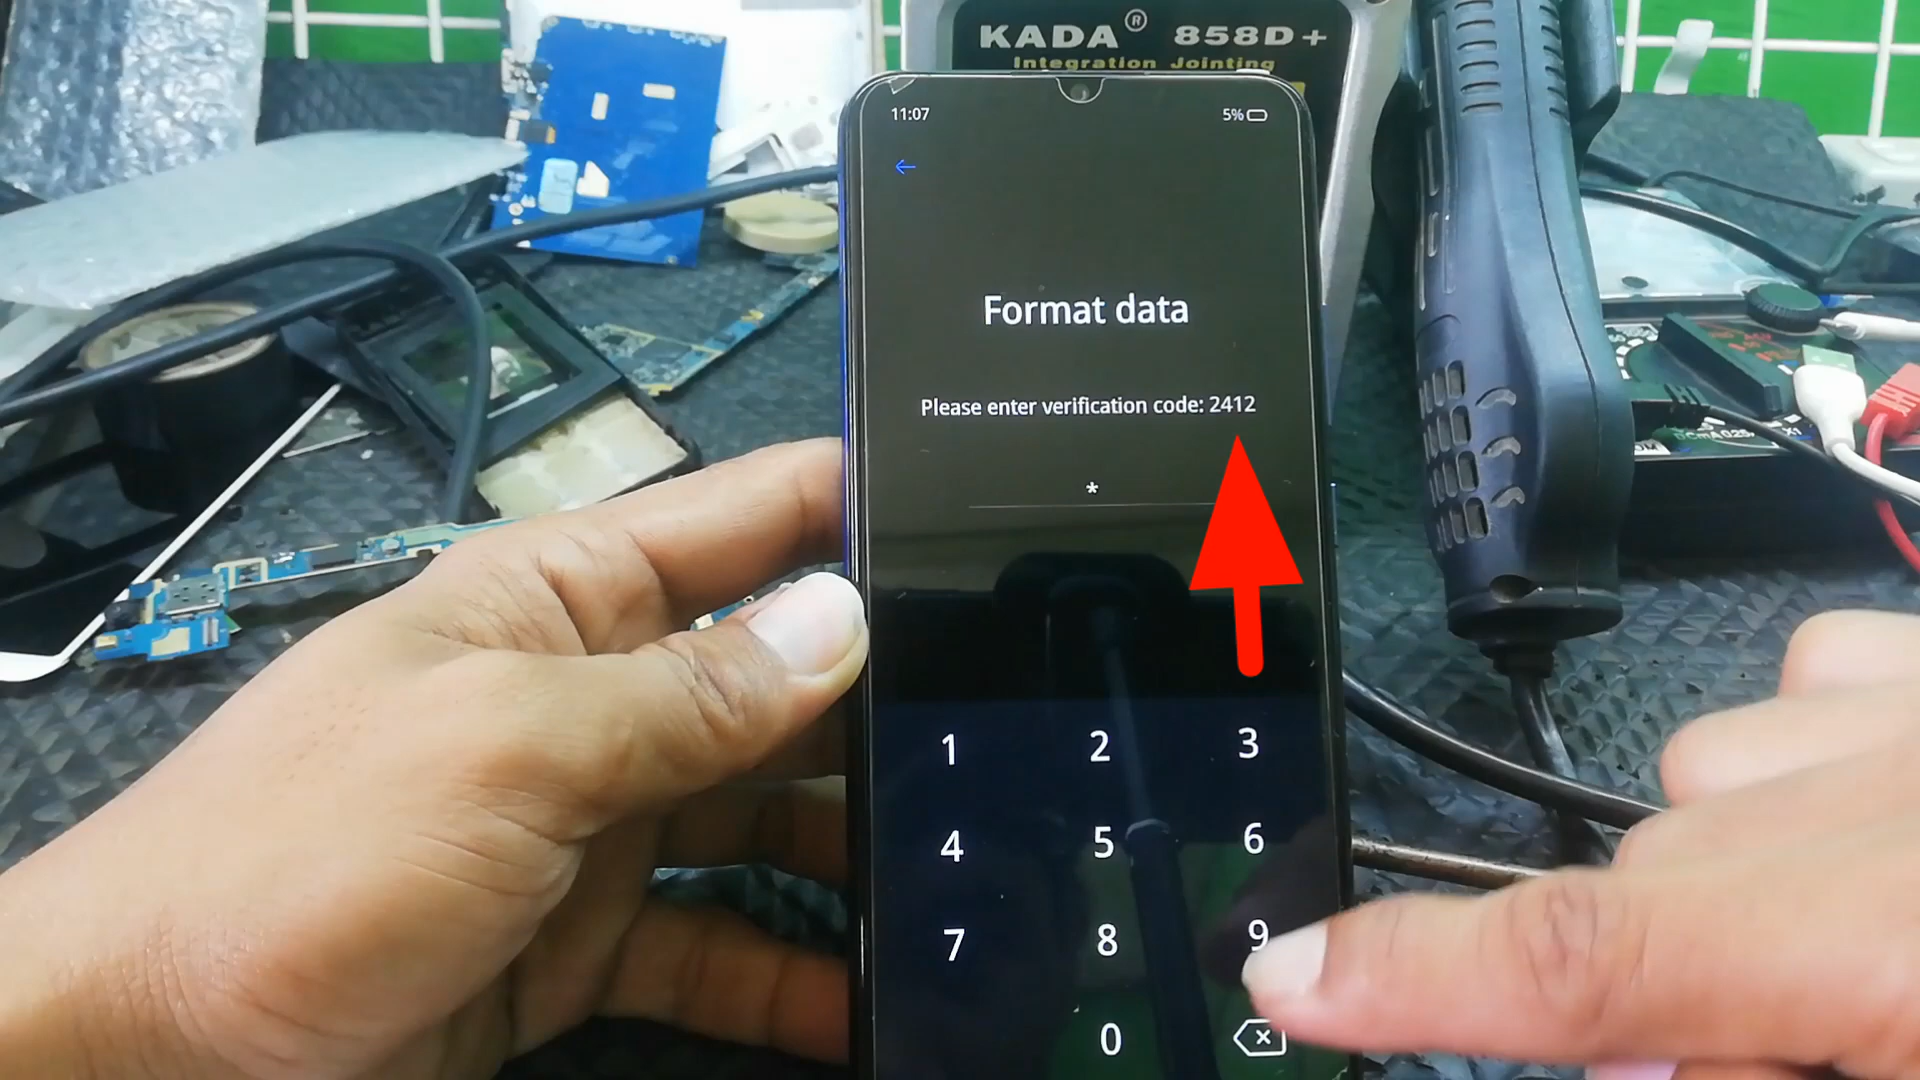 KADA® 858D+
Integration Jointing
11:07
5%
Format data
Please enter verification code: 2412
*
1 2 3
4 5 6
7 8 9
0